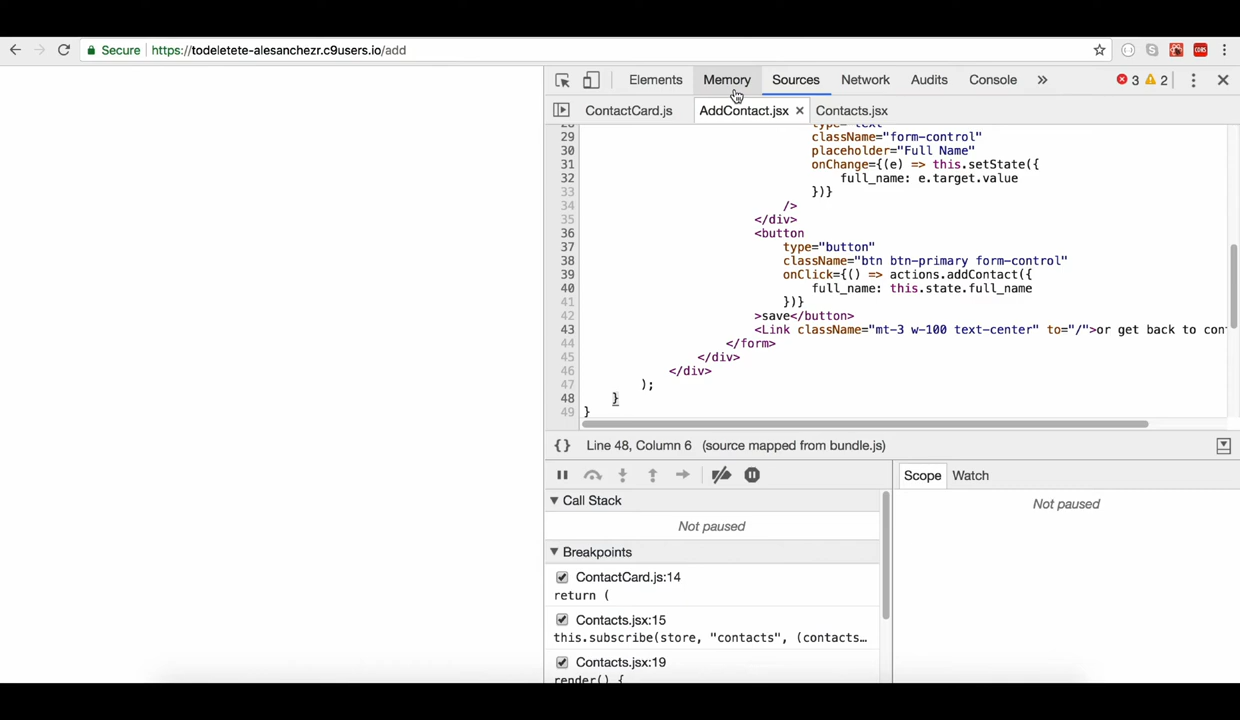 Secure https://todeletete-alesanchezr.c9users.io/add
Elements Memory Sources Network Audits Console » 3 2
ContactCard.js AddContact.jsx × Contacts.jsx
28 type="text"
29 className="form-control"
30 placeholder="Full Name"
31 onChange={(e) => this.setState({
32 full_name: e.target.value
33 })}
34 />
35 </div>
36 <button
37 type="button"
38 className="btn btn-primary form-control"
39 onClick={() => actions.addContact({
40 full_name: this.state.full_name
41 })}
42 >save</button>
43 <Link className="mt-3 w-100 text-center" to="/">or get back to con
44 </form>
45 </div>
46 </div>
47 );
48 }
49 }
{} Line 48, Column 6 (source mapped from bundle.js)
Scope Watch
Call Stack
Not paused
Not paused
Breakpoints
ContactCard.js:14
return (
Contacts.jsx:15
this.subscribe(store, "contacts", (contacts…
Contacts.jsx:19
render() {